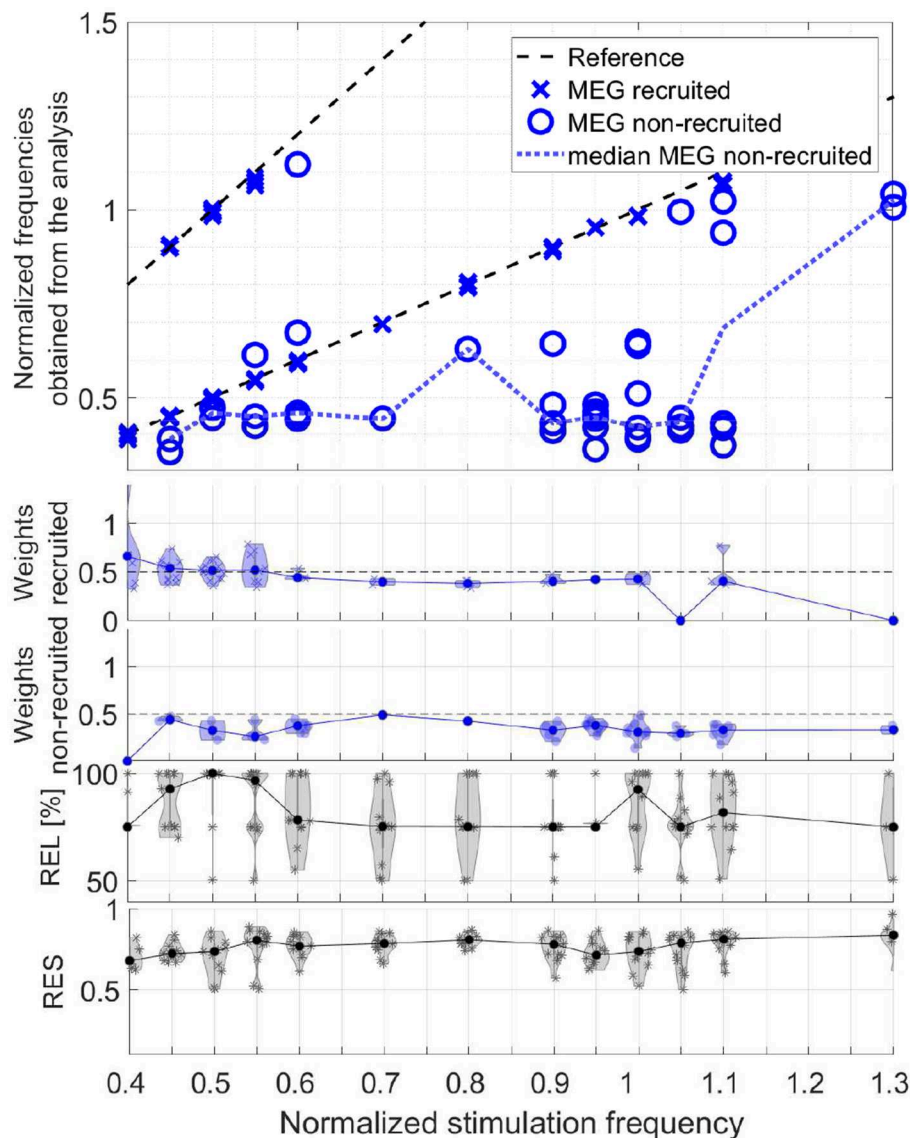 1.5
Reference
MEG recruited
MEG non-recruited
median MEG non-recruited
Normalized frequencies
obtained from the analysis
1
0.5
Weights
recruited
1
0.5
0
Weights
non-recruited
1
0.5
REL [%]
100
50
RES
1
0.5
0.4 0.5 0.6 0.7 0.8 0.9 1 1.1 1.2 1.3
Normalized stimulation frequency